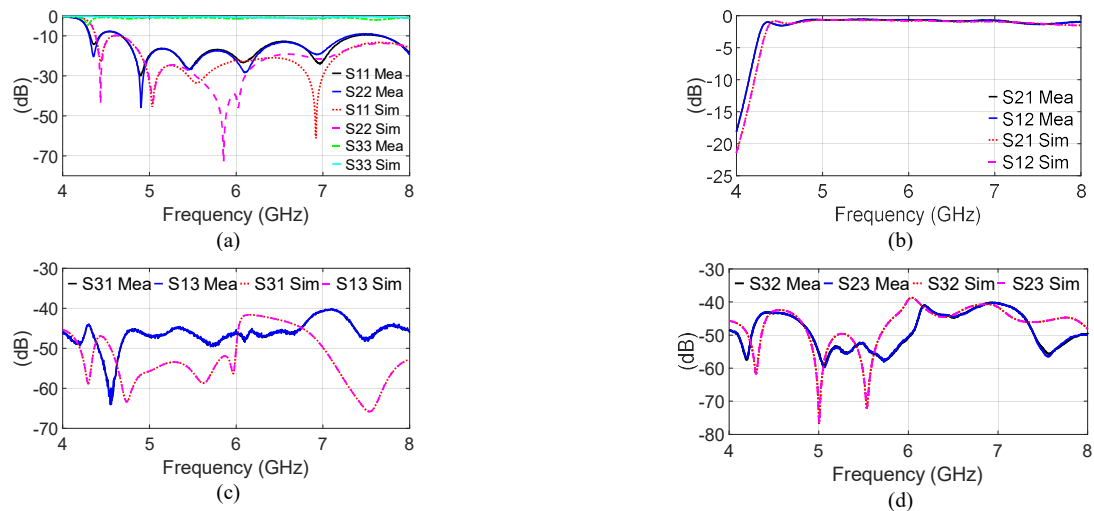 0
-10
-30
-50
-70
(dB)
S11 Mea
S22 Mea
S11 Sim
S22 Sim
S33 Mea
S33 Sim
4 5 6 7 8
Frequency (GHz)
(a)
0
-5
-10
-15
-20
-25
(dB)
S21 Mea
S12 Mea
S21 Sim
S12 Sim
4 5 6 7 8
Frequency (GHz)
(b)
-30
-40
-50
-60
-70
(dB)
S31 Mea S13 Mea S31 Sim S13 Sim
4 5 6 7 8
Frequency (GHz)
(c)
-30
-40
-50
-60
-70
-80
(dB)
S32 Mea S23 Mea S32 Sim S23 Sim
4 5 6 7 8
Frequency (GHz)
(d)